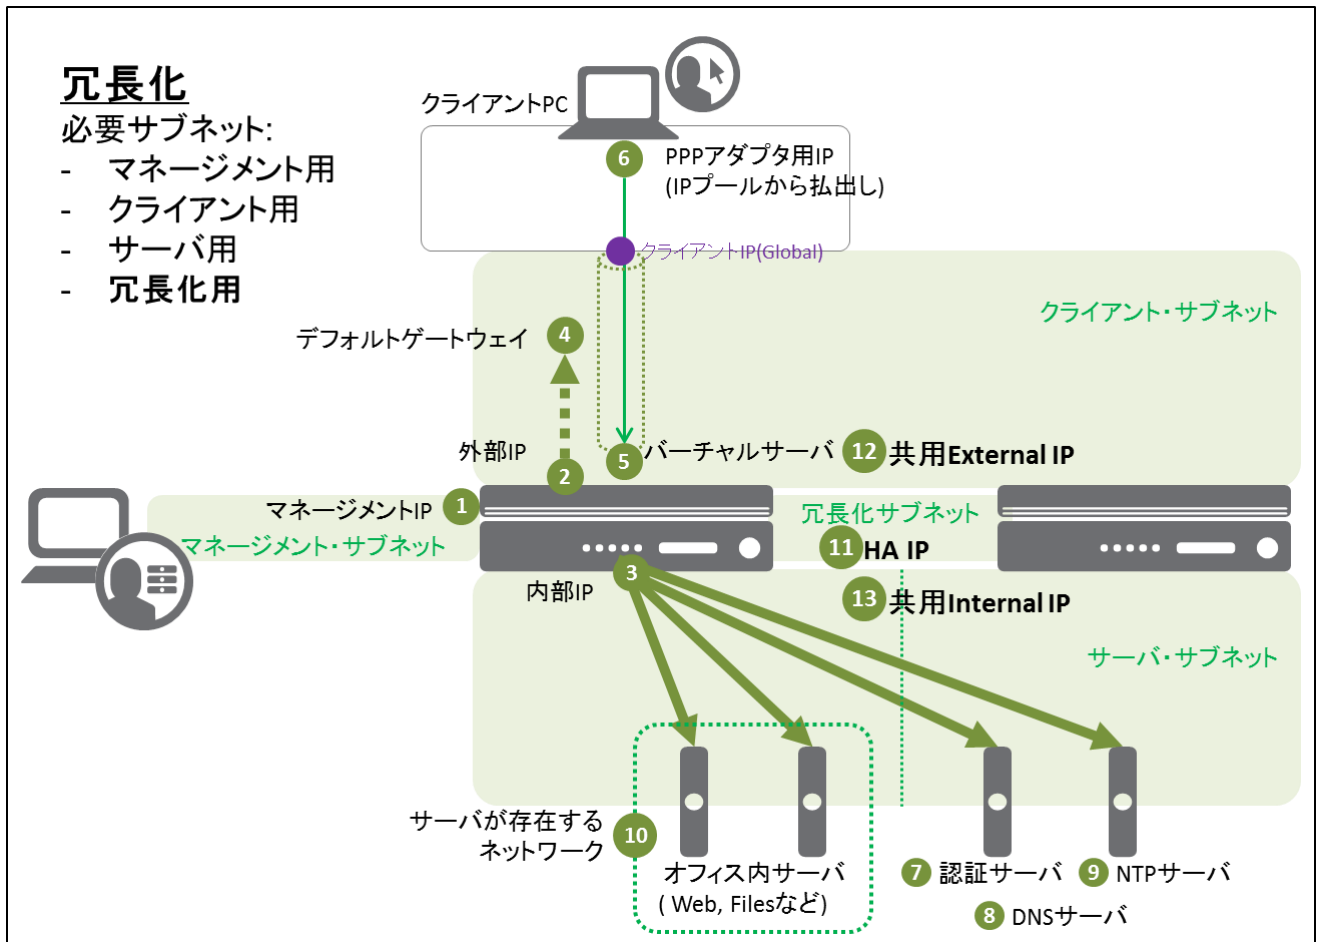 冗長化
必要サブネット:
- マネージメント用
- クライアント用
- サーバ用
- 冗長化用
クライアントPC
6
PPPアダプタ用IP
(IPプールから払出し)
クライアントIP(Global)
クライアント・サブネット
デフォルトゲートウェイ
4
外部IP
2
5
バーチャルサーバ
12
共用External IP
マネージメントIP
1
マネージメント・サブネット
冗長化サブネット
11
HA IP
3
内部IP
13
共用Internal IP
サーバ・サブネット
サーバが存在する
ネットワーク
10
オフィス内サーバ
( Web, Filesなど)
7 認証サーバ
9 NTPサーバ
8 DNSサーバ